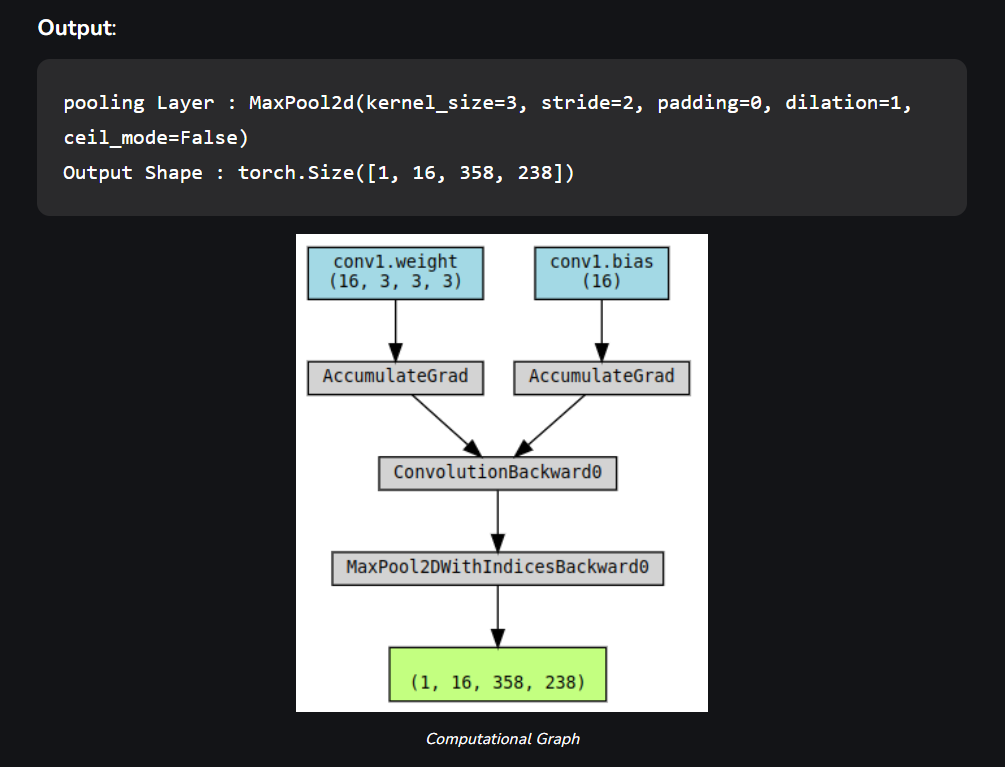 Output:
pooling Layer : MaxPool2d(kernel_size=3, stride=2, padding=0, dilation=1,
ceil_mode=False)
Output Shape : torch.Size([1, 16, 358, 238])
conv1.weight
(16, 3, 3, 3)
conv1.bias
(16)
AccumulateGrad
AccumulateGrad
ConvolutionBackward0
MaxPool2DWithIndicesBackward0
(1, 16, 358, 238)
Computational Graph